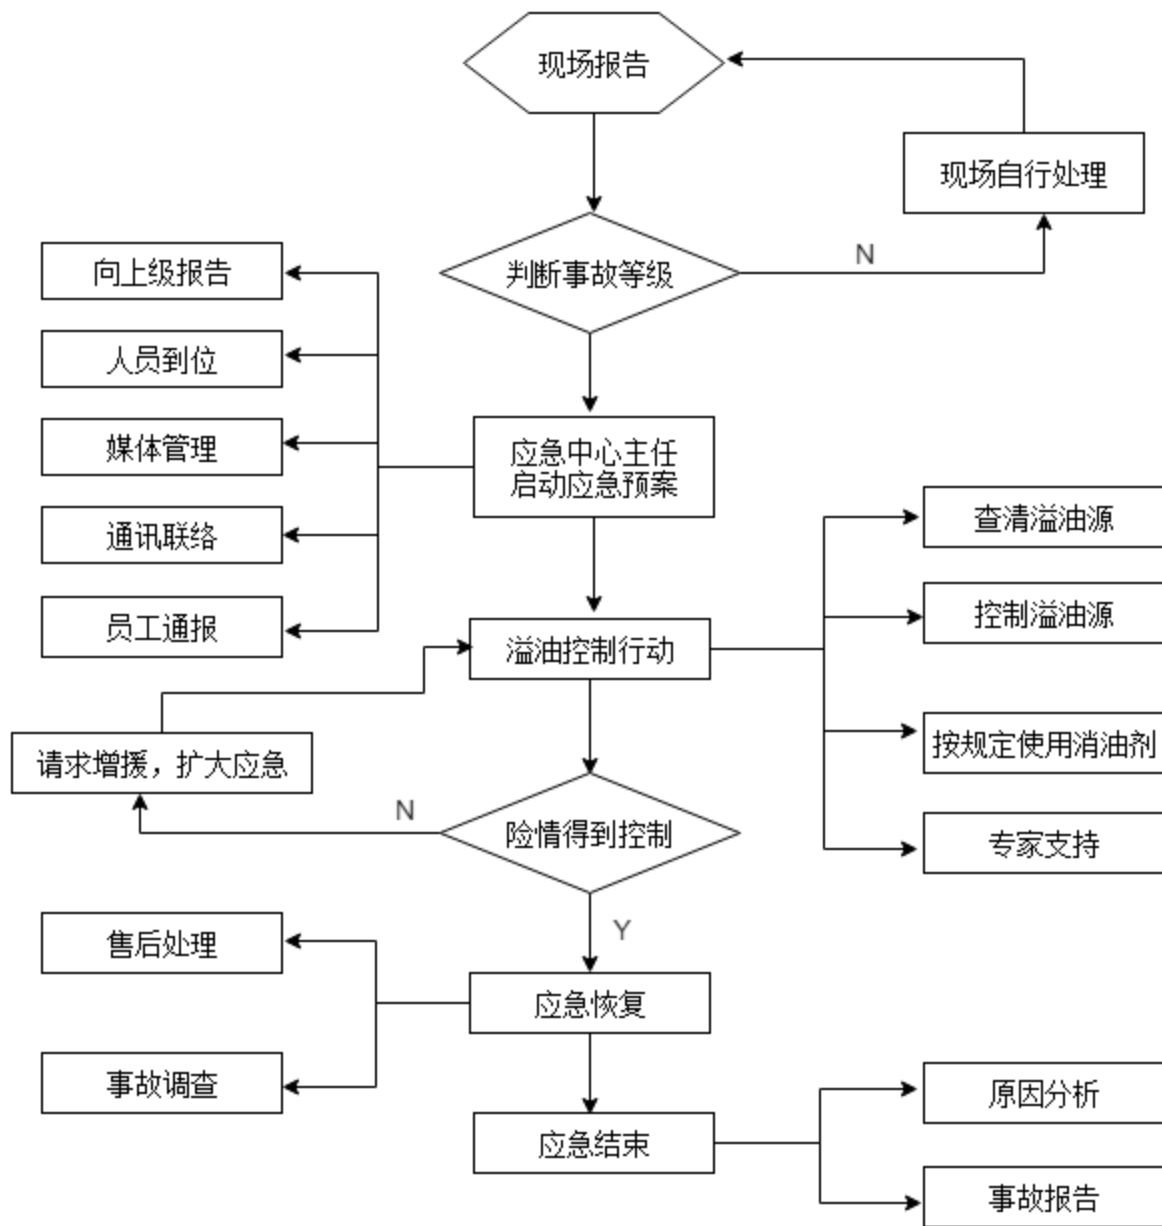 现场报告
现场自行处理
判断事故等级
N
向上级报告
人员到位
媒体管理
通讯联络
员工通报
应急中心主任
启动应急预案
查清溢油源
控制溢油源
溢油控制行动
按规定使用消油剂
专家支持
请求增援，扩大应急
N
险情得到控制
Y
售后处理
事故调查
应急恢复
应急结束
原因分析
事故报告